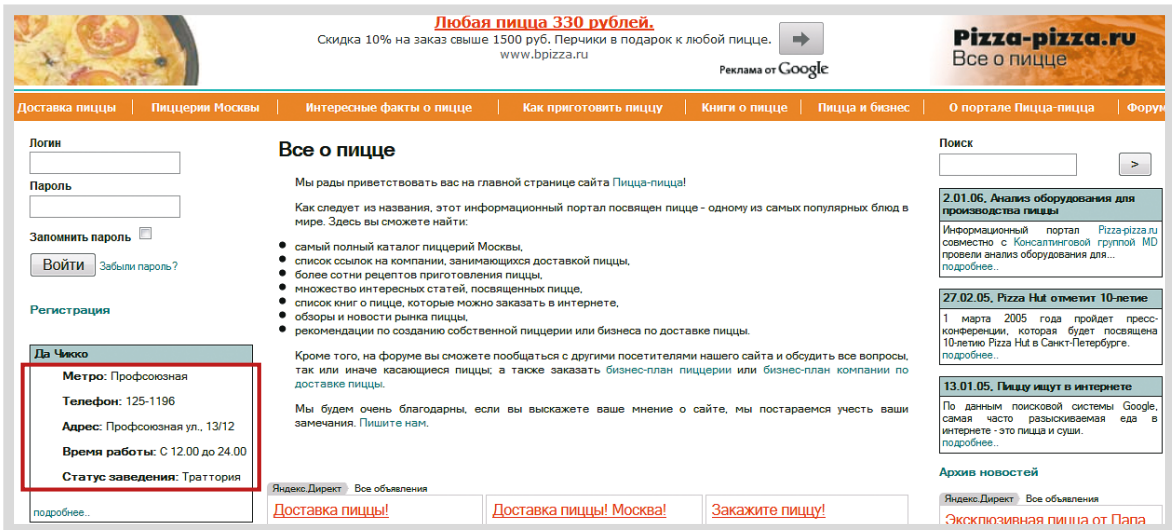 Любая пицца 330 рублей.
Скидка 10% на заказ свыше 1500 руб. Перчики в подарок к любой пицце.
www.bpizza.ru
Реклама от Google
Pizza-pizza.ru
Все о пицце
Доставка пиццы
Пиццерии Москвы
Интересные факты о пицце
Как приготовить пиццу
Книги о пицце
Пицца и бизнес
О портале Пицца-пицца
Форум
Логин
Пароль
Запомнить пароль
Войти Забыли пароль?
Регистрация
Да Чикко
Метро: Профсоюзная
Телефон: 125-1196
Адрес: Профсоюзная ул., 13/12
Время работы: С 12.00 до 24.00
Статус заведения: Траттория
подробнее..
Все о пицце
Мы рады приветствовать вас на главной странице сайта Пицца-пицца!
Как следует из названия, этот информационный портал посвящен пицце - одному из самых популярных блюд в
мире. Здесь вы сможете найти:
самый полный каталог пиццерий Москвы,
список ссылок на компании, занимающихся доставкой пиццы,
более сотни рецептов приготовления пиццы,
множество интересных статей, посвященных пицце,
список книг о пицце, которые можно заказать в интернете,
обзоры и новости рынка пиццы,
рекомендации по созданию собственной пиццерии или бизнеса по доставке пиццы.
Кроме того, на форуме вы сможете пообщаться с другими посетителями нашего сайта и обсудить все вопросы,
так или иначе касающиеся пиццы; а также заказать бизнес-план пиццерии или бизнес-план компании по
доставке пиццы.
Мы будем очень благодарны, если вы выскажете ваше мнение о сайте, мы постараемся учесть ваши
замечания. Пишите нам.
Яндекс.Директ Все объявления
Доставка пиццы!
Доставка пиццы! Москва!
Закажите пиццу!
Поиск
>
2.01.06, Анализ оборудования для
производства пиццы
Информационный портал Pizza-pizza.ru
совместно с Консалтинговой группой MD
провели анализ оборудования для...
подробнее..
27.02.05, Pizza Hut отметит 10-летие
1 марта 2005 года пройдет пресс-
конференции, которая будет посвящена
10-летию Pizza Hut в Санкт-Петербурге.
подробнее..
13.01.05, Пиццу ищут в интернете
По данным поисковой системы Google,
самая часто разыскиваемая еда в
интернете - это пицца и суши.
подробнее..
Архив новостей
Яндекс.Директ Все объявления
Эксклюзивная пицца от Папа